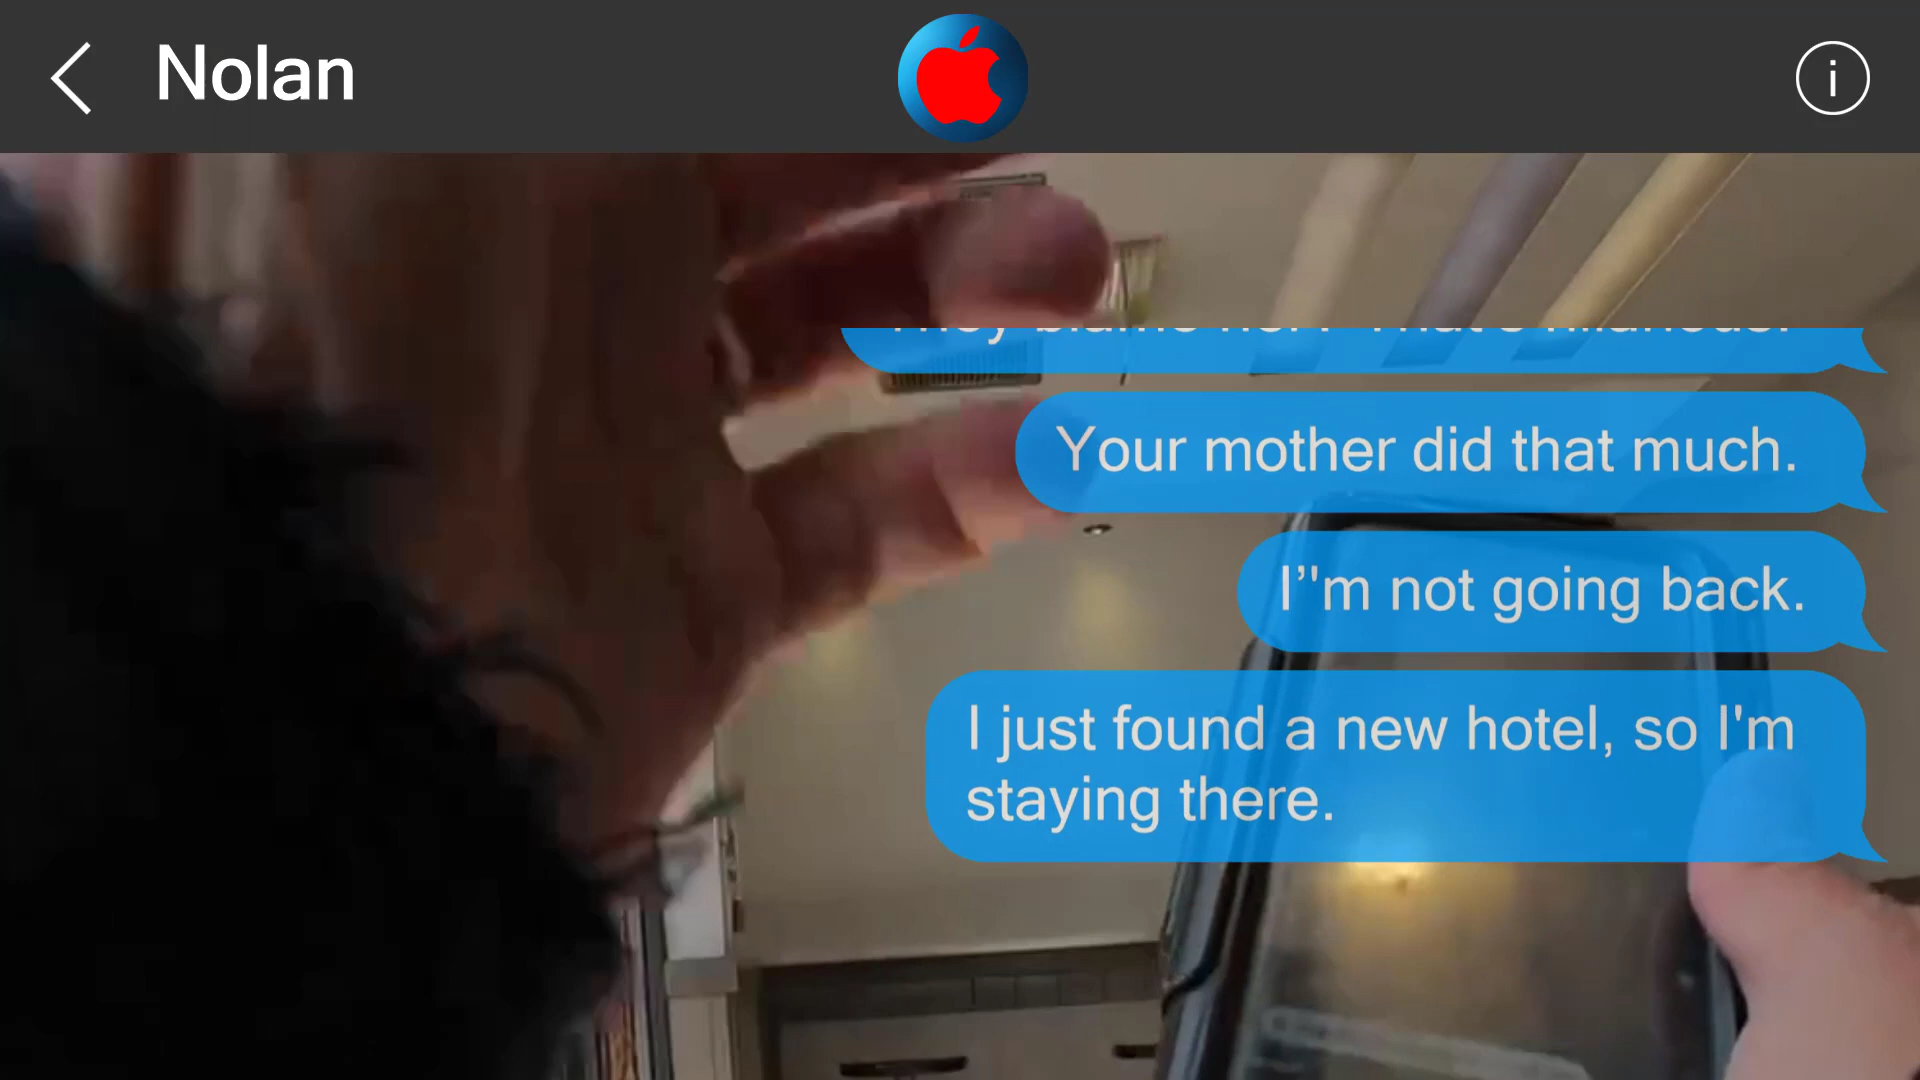 Nolan
Your mother did that much.
I’'m not going back.
I just found a new hotel, so I'm
staying there.